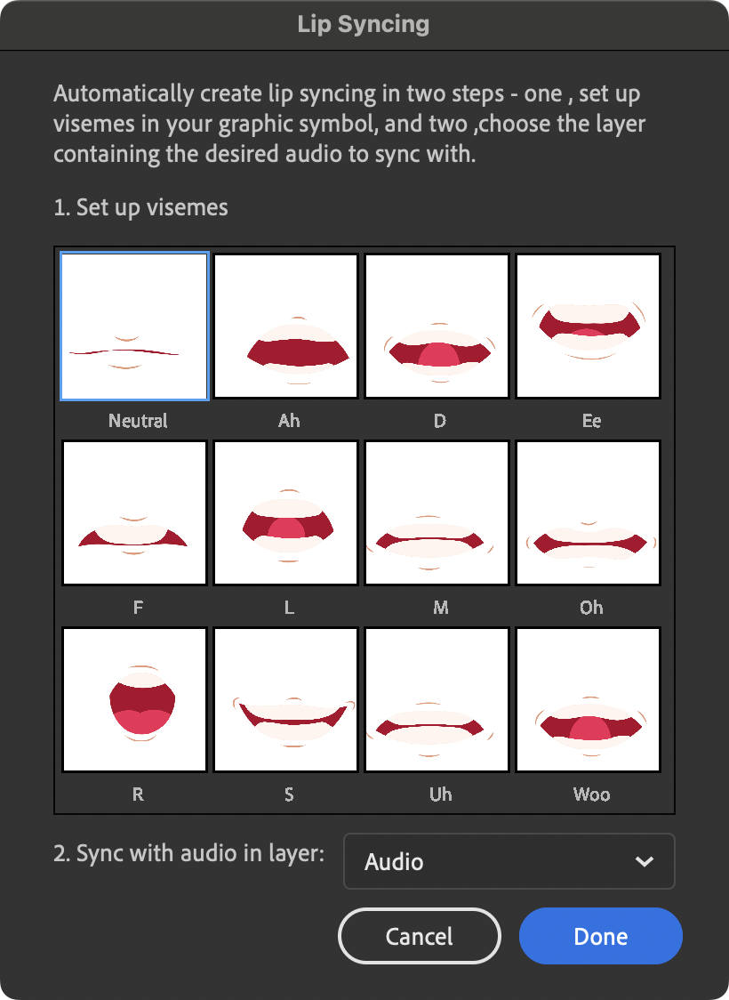 Lip Syncing
Automatically create lip syncing in two steps - one , set up
visemes in your graphic symbol, and two ,choose the layer
containing the desired audio to sync with.
1. Set up visemes
Neutral Ah D Ee
F L M Oh
R S Uh Woo
2. Sync with audio in layer: Audio
Cancel Done